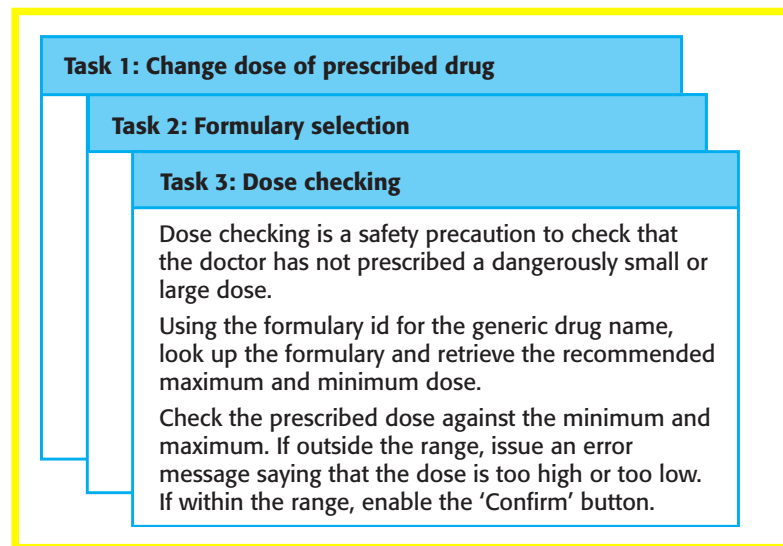 Task 1: Change dose of prescribed drug
Task 2: Formulary selection
Task 3: Dose checking
Dose checking is a safety precaution to check that
the doctor has not prescribed a dangerously small or
large dose.
Using the formulary id for the generic drug name,
look up the formulary and retrieve the recommended
maximum and minimum dose.
Check the prescribed dose against the minimum and
maximum. If outside the range, issue an error
message saying that the dose is too high or too low.
If within the range, enable the ‘Confirm’ button.